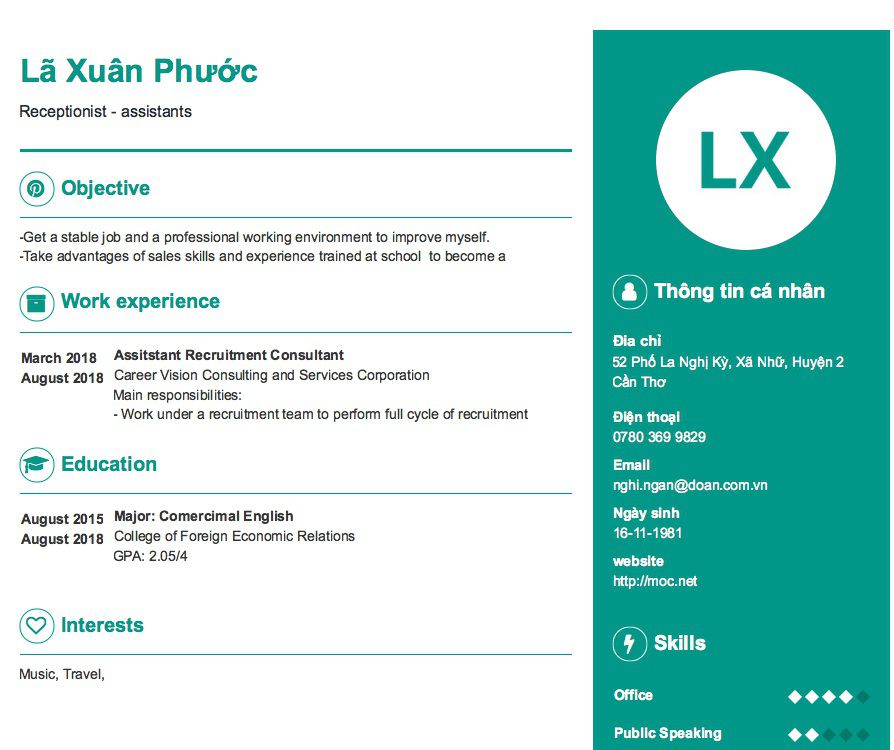 Lã Xuân Phước
Receptionist - assistants
Objective
-Get a stable job and a professional working environment to improve myself.
-Take advantages of sales skills and experience trained at school to become a
Work experience
March 2018
August 2018
Assitstant Recruitment Consultant
Career Vision Consulting and Services Corporation
Main responsibilities:
- Work under a recruitment team to perform full cycle of recruitment
Education
August 2015
August 2018
Major: Comercimal English
College of Foreign Economic Relations
GPA: 2.05/4
Interests
Music, Travel,
LX
Thông tin cá nhân
Đia chỉ
52 Phố La Nghị Kỳ, Xã Nhữ, Huyện 2
Cần Thơ
Điện thoại
0780 369 9829
Email
nghi.ngan@doan.com.vn
Ngày sinh
16-11-1981
website
http://moc.net
Skills
Office
Public Speaking